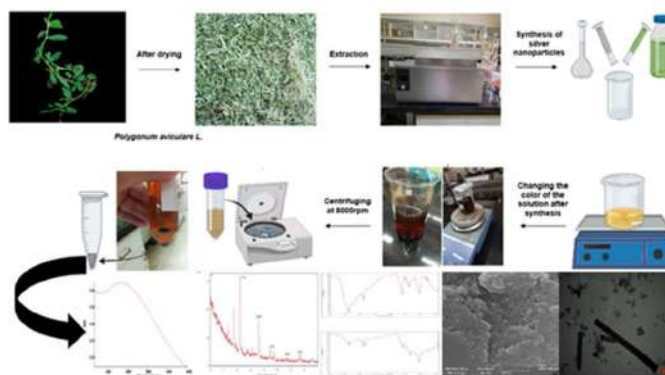 After drying
Extraction
Synthesis of
silver
nanoparticles
Polygonum aviculare L.
Centrifuging
at 8000rpm
Changing the
color of the
solution after
synthesis